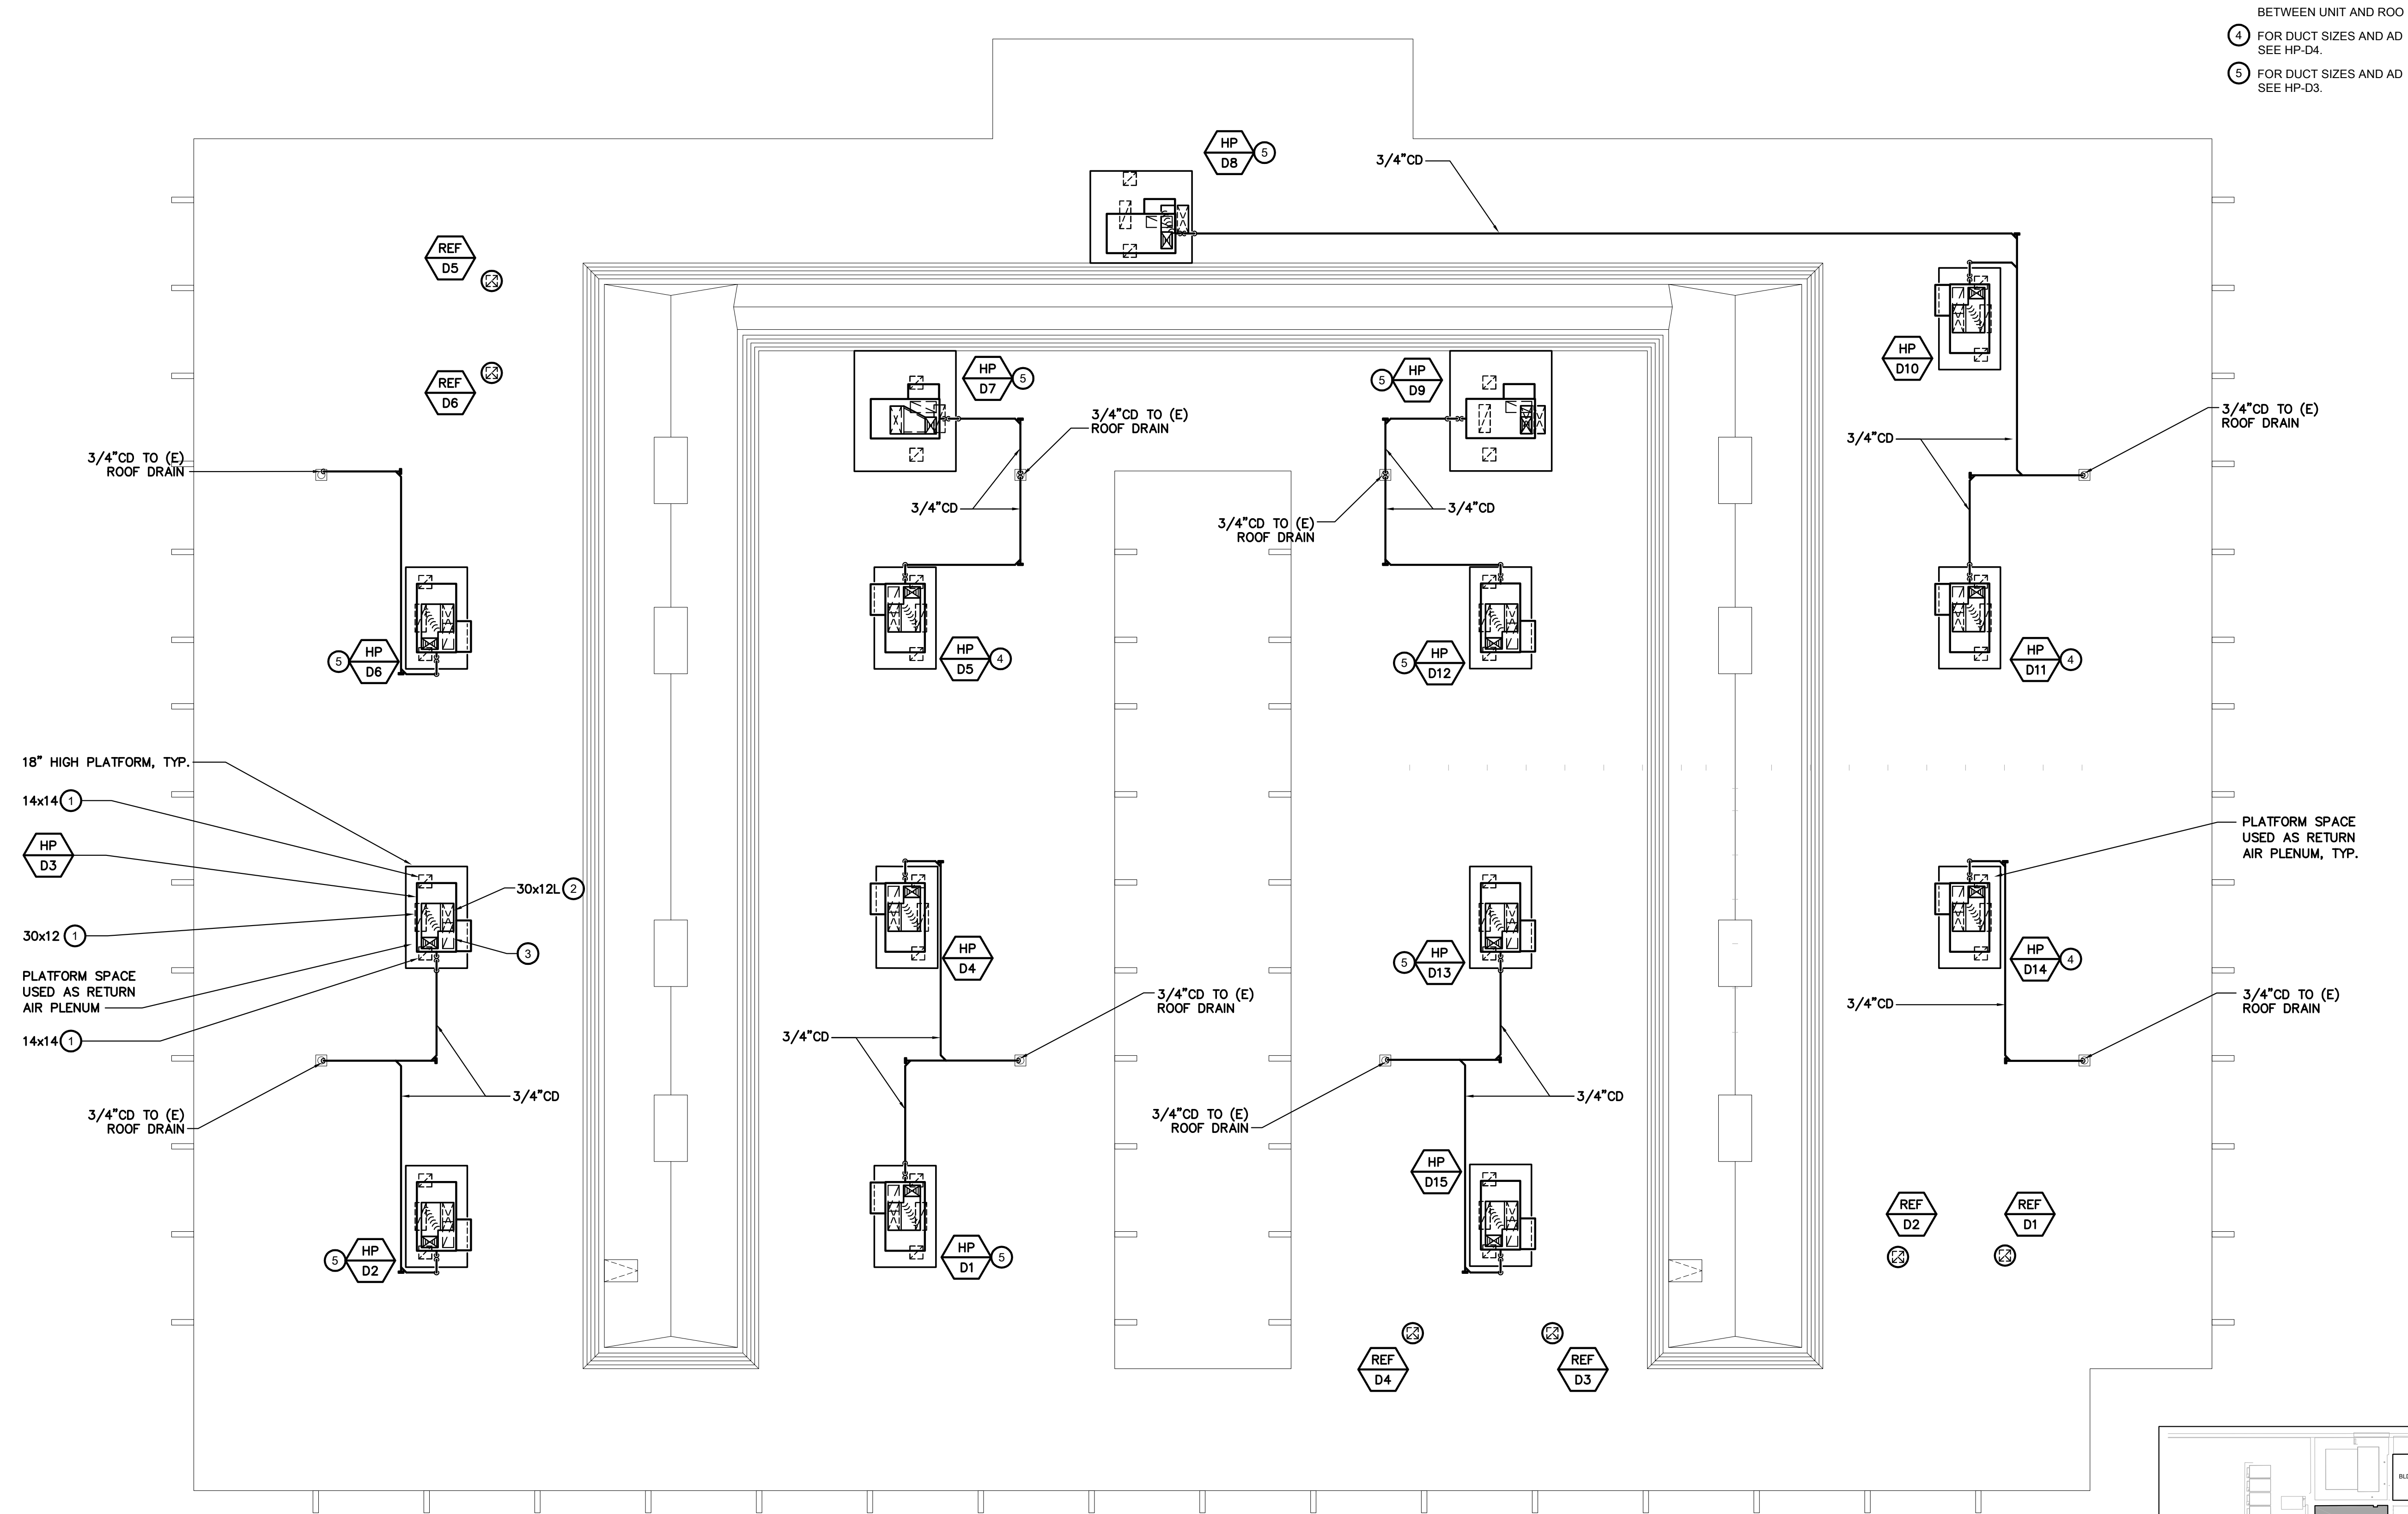 BETWEEN UNIT AND ROO
4 FOR DUCT SIZES AND AD
SEE HP-D4.
5 FOR DUCT SIZES AND AD
SEE HP-D3.
HP
D8
5
3/4"CD
REF
D5
REF
D6
HP
D7
5
5
HP
D9
HP
D10
3/4"CD TO (E)
ROOF DRAIN
3/4"CD TO (E)
ROOF DRAIN
3/4"CD
3/4"CD TO (E)
ROOF DRAIN
3/4"CD
3/4"CD
3/4"CD TO (E)
ROOF DRAIN
5
HP
D6
HP
D5
4
5
HP
D12
HP
D11
4
18" HIGH PLATFORM, TYP.
14x14 1
HP
D3
30x12L 2
30x12 1
3
PLATFORM SPACE
USED AS RETURN
AIR PLENUM
14x14 1
PLATFORM SPACE
USED AS RETURN
AIR PLENUM, TYP.
HP
D4
5
HP
D13
HP
D14
4
3/4"CD TO (E)
ROOF DRAIN
3/4"CD
3/4"CD
3/4"CD TO (E)
ROOF DRAIN
3/4"CD
3/4"CD TO (E)
ROOF DRAIN
3/4"CD TO (E)
ROOF DRAIN
3/4"CD
HP
D15
REF
D2
REF
D1
5
HP
D2
HP
D1
5
REF
D4
REF
D3
BL